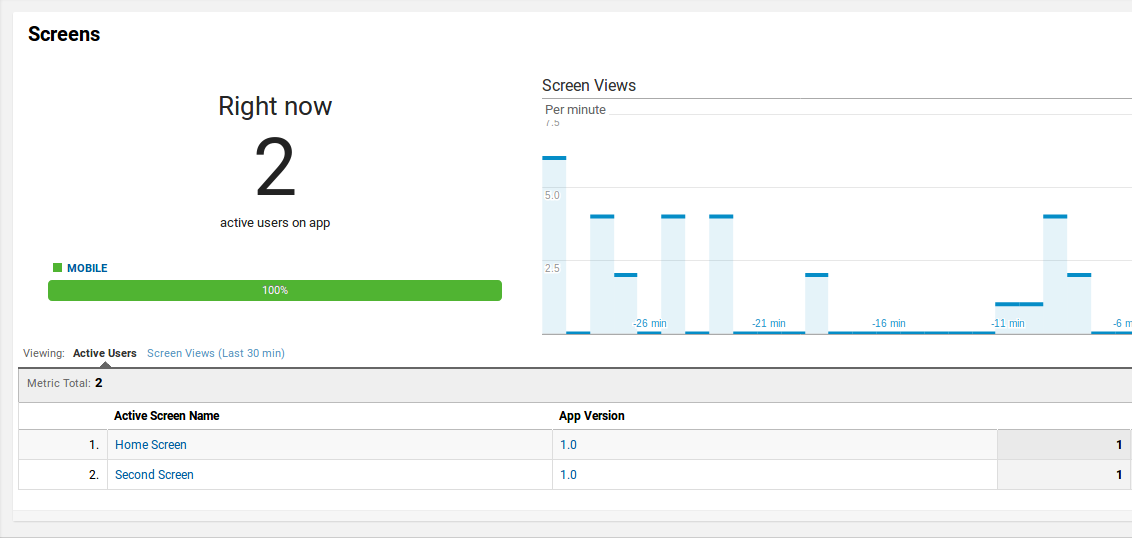 Screens
Right now
2
active users on app
MOBILE
100%
Screen Views
Per minute
7.5
5.0
2.5
-26 min
-21 min
-16 min
-11 min
-6 m
Viewing: Active Users Screen Views (Last 30 min)
Metric Total: 2
Active Screen Name App Version
1. Home Screen 1.0 1
2. Second Screen 1.0 1